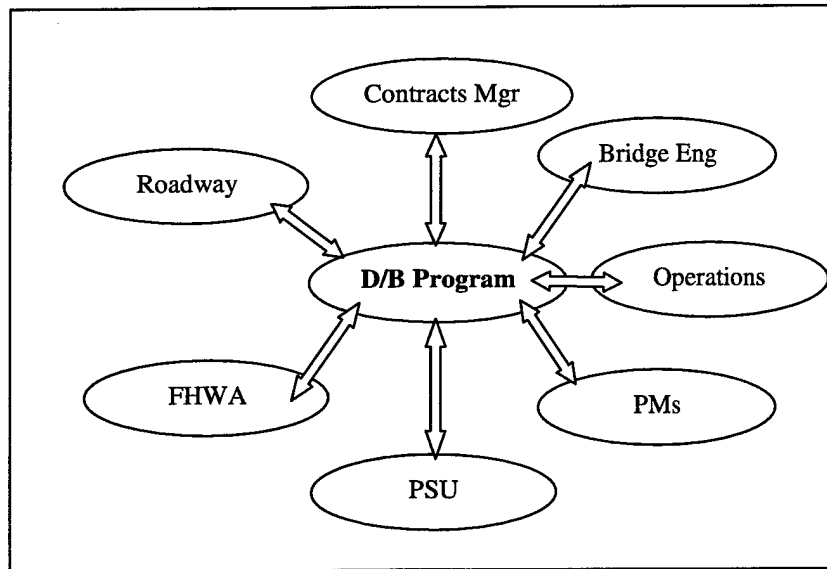 Contracts Mgr
Bridge Eng
Roadway
D/B Program
Operations
FHWA
PMs
PSU